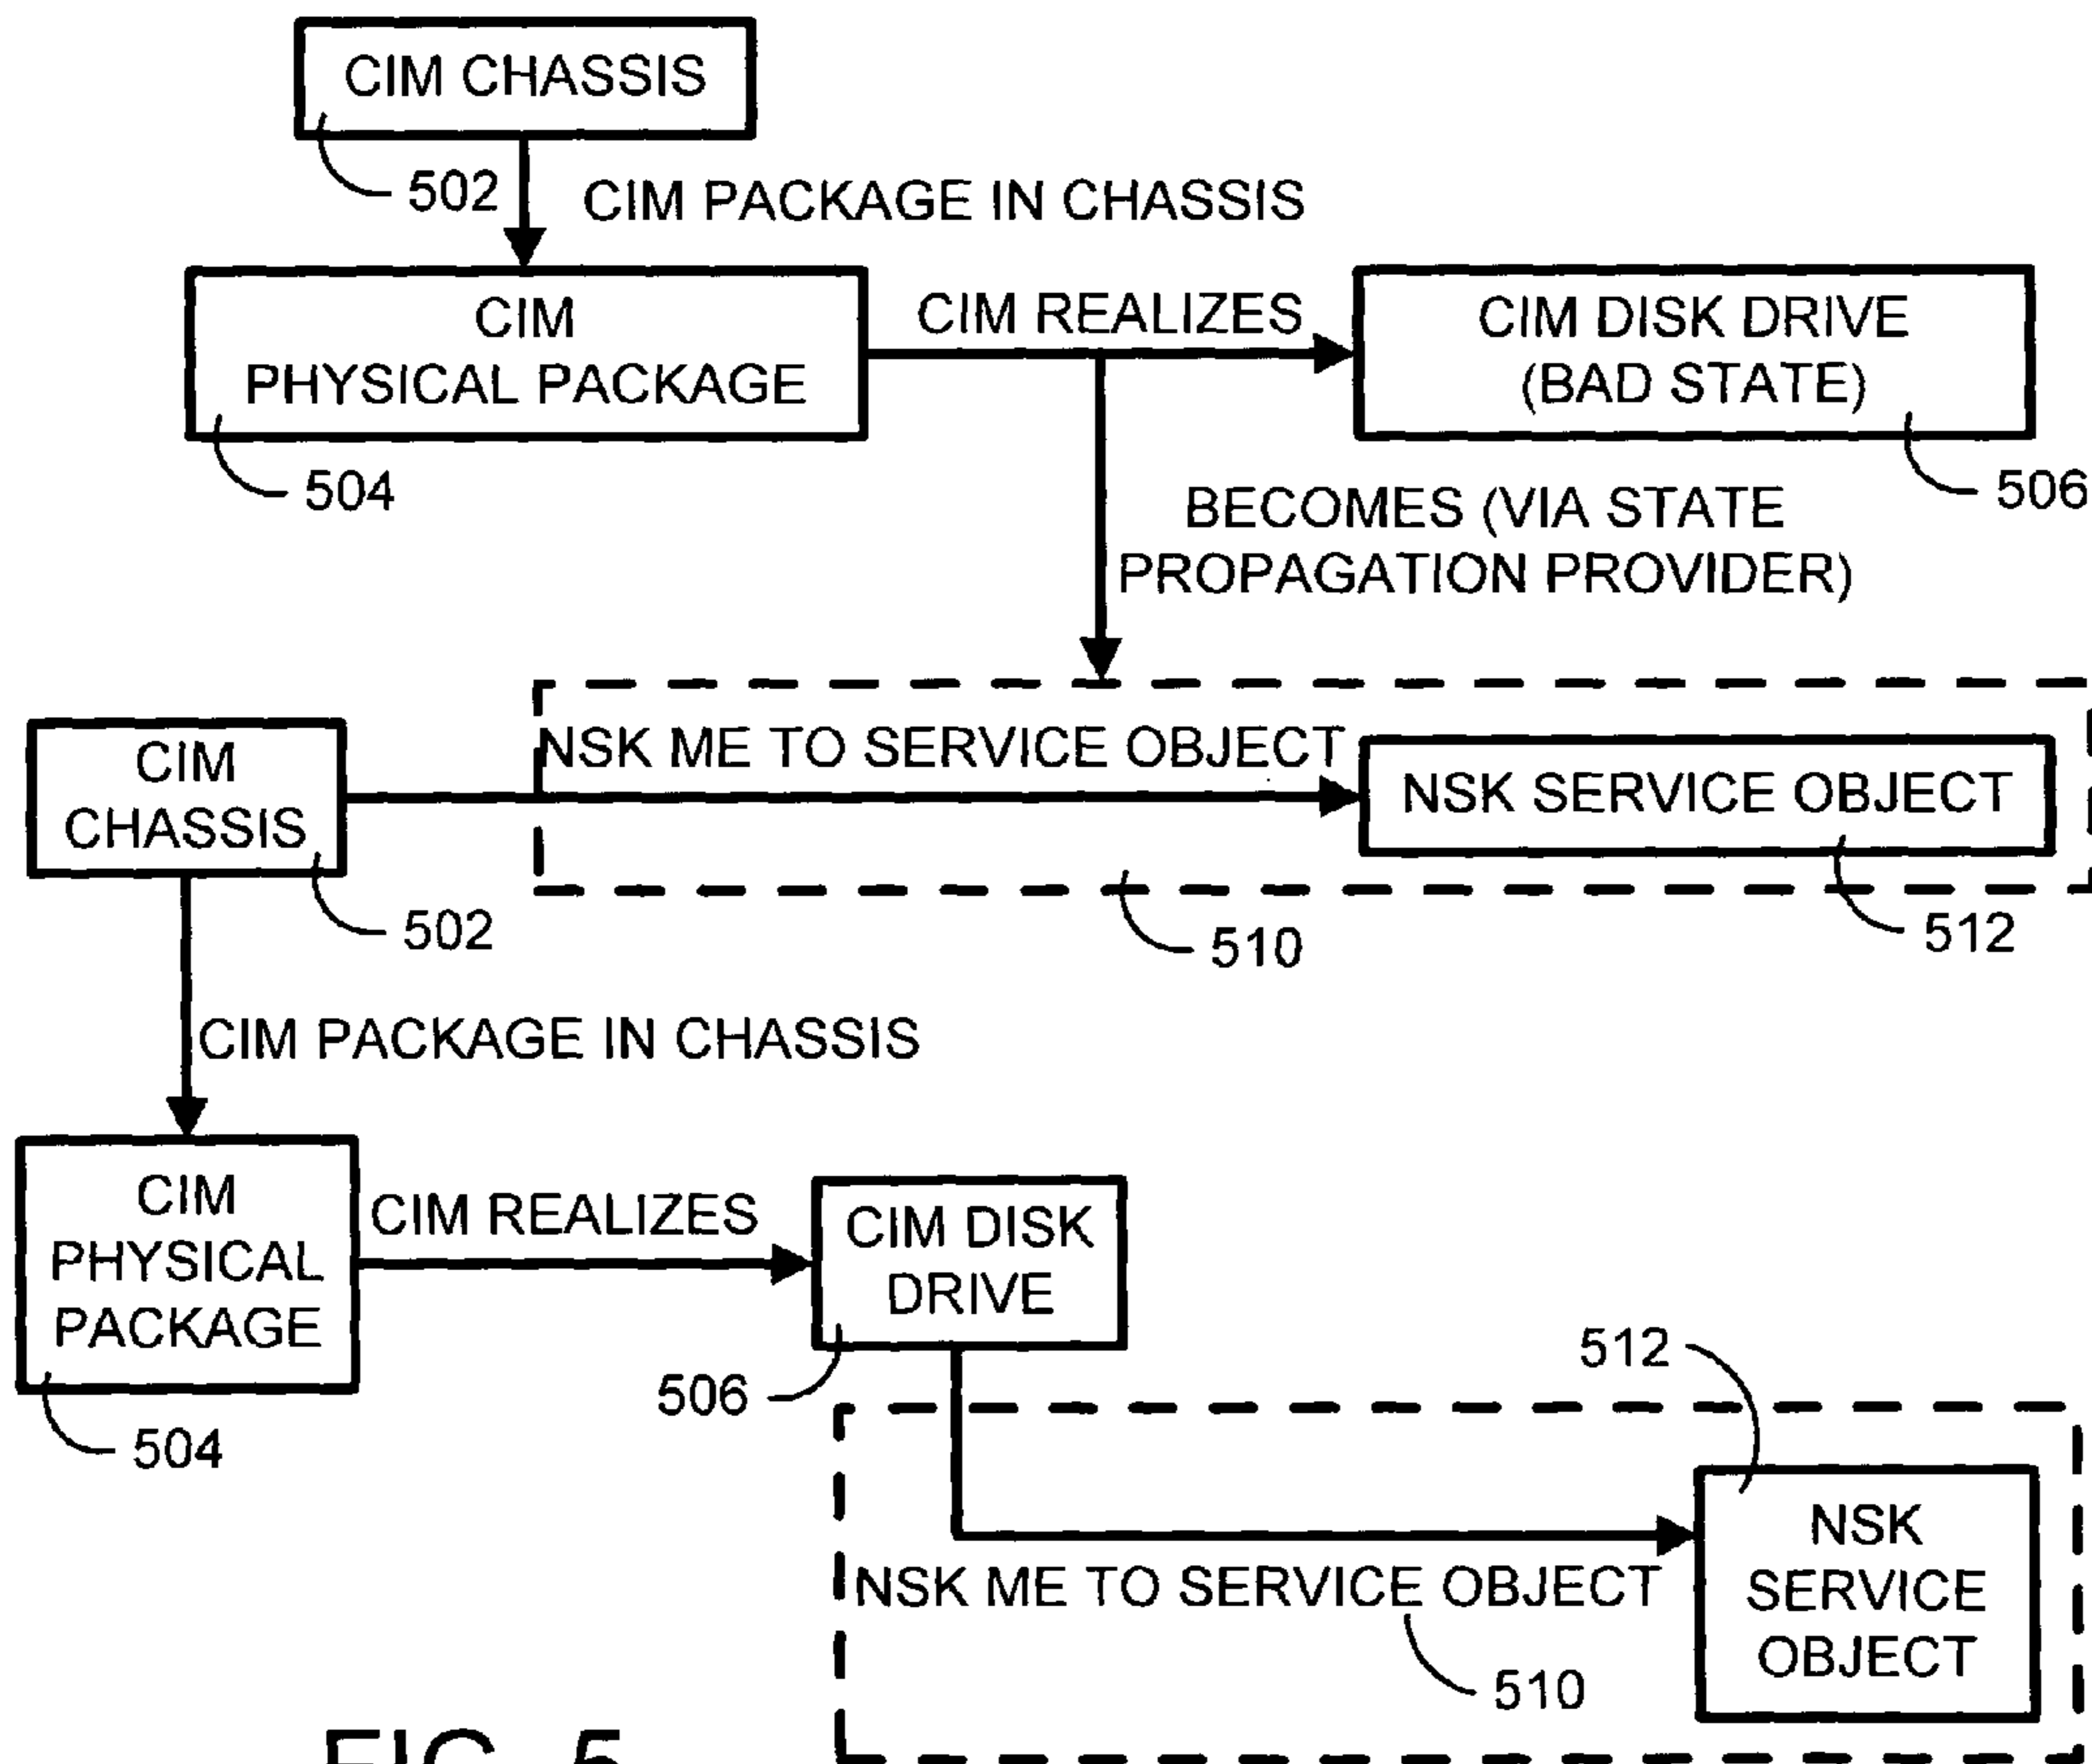 CIM CHASSIS
502
CIM PACKAGE IN CHASSIS
CIM
PHYSICAL PACKAGE
504
CIM REALIZES
CIM DISK DRIVE
(BAD STATE)
506
BECOMES (VIA STATE
PROPAGATION PROVIDER)
CIM
CHASSIS
502
NSK ME TO SERVICE OBJECT
NSK SERVICE OBJECT
510
512
CIM PACKAGE IN CHASSIS
CIM
PHYSICAL
PACKAGE
504
CIM REALIZES
CIM DISK
DRIVE
506
512
NSK
SERVICE
OBJECT
NSK ME TO SERVICE OBJECT
510
FIG. 5